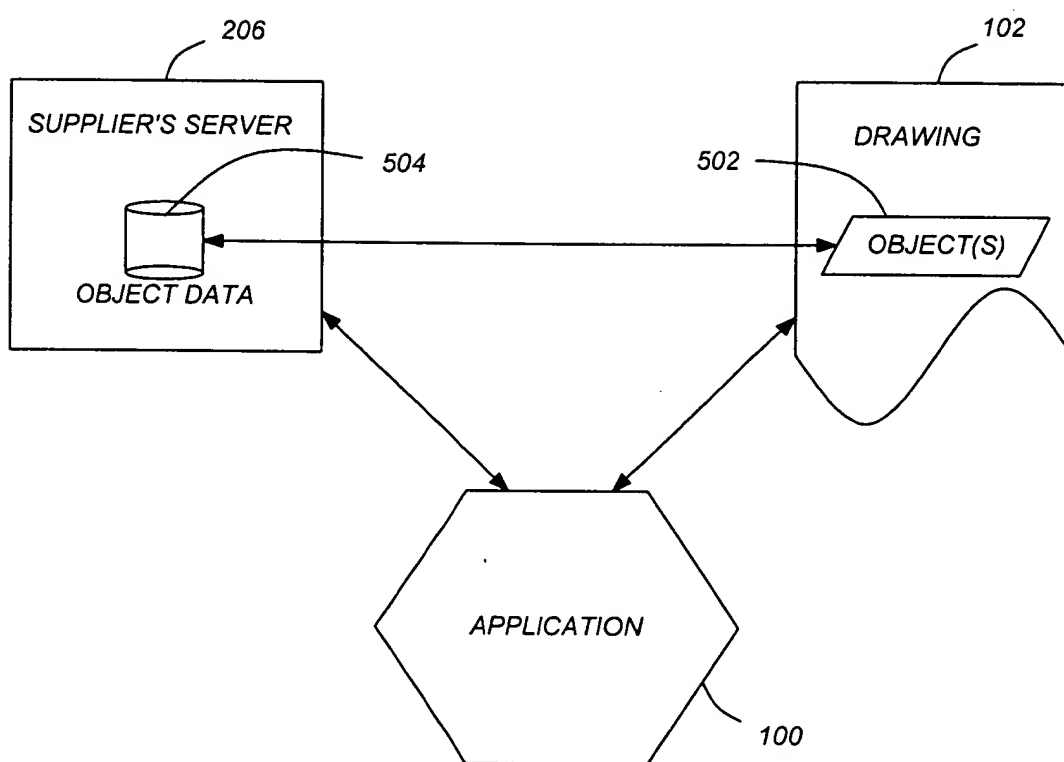 206
102
SUPPLIER'S SERVER
DRAWING
504
502
OBJECT(S)
OBJECT DATA
APPLICATION
100